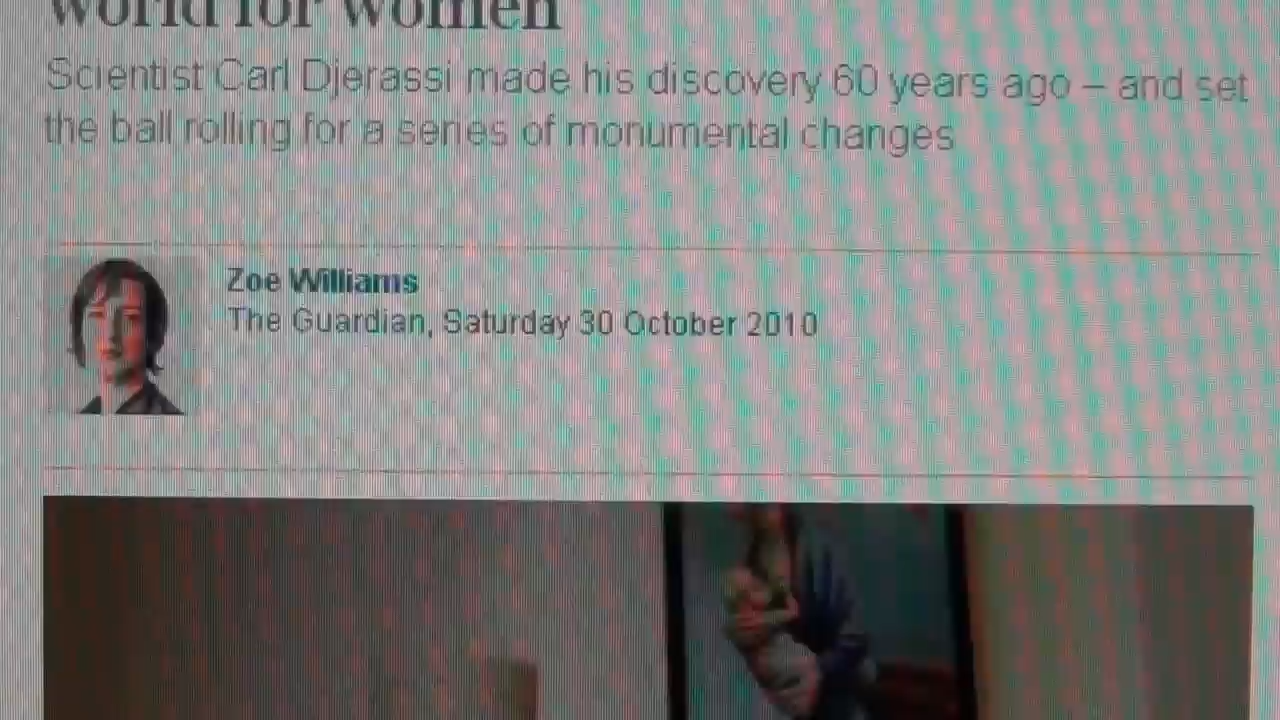 world for women
Scientist Carl Djerassi made his discovery 60 years ago – and set
the ball rolling for a series of monumental changes
Zoe Williams
The Guardian, Saturday 30 October 2010